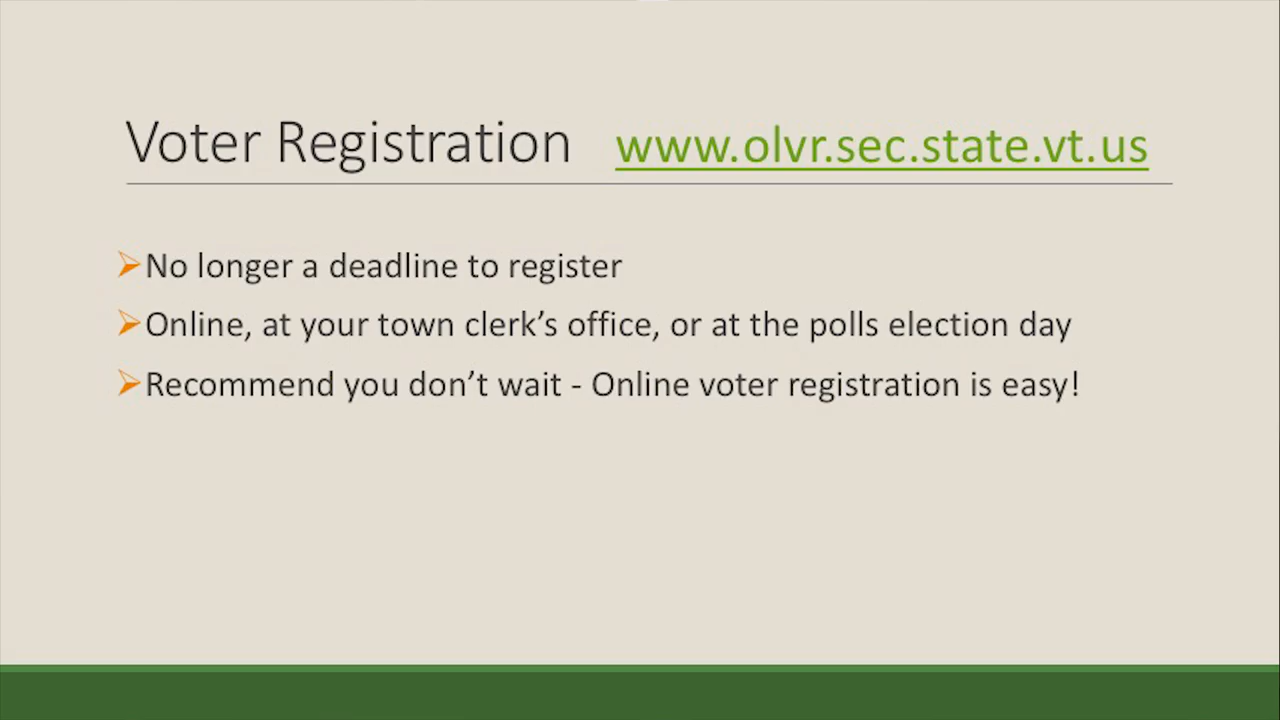 Voter Registration www.olvr.sec.state.vt.us
No longer a deadline to register
Online, at your town clerk’s office, or at the polls election day
Recommend you don’t wait - Online voter registration is easy!